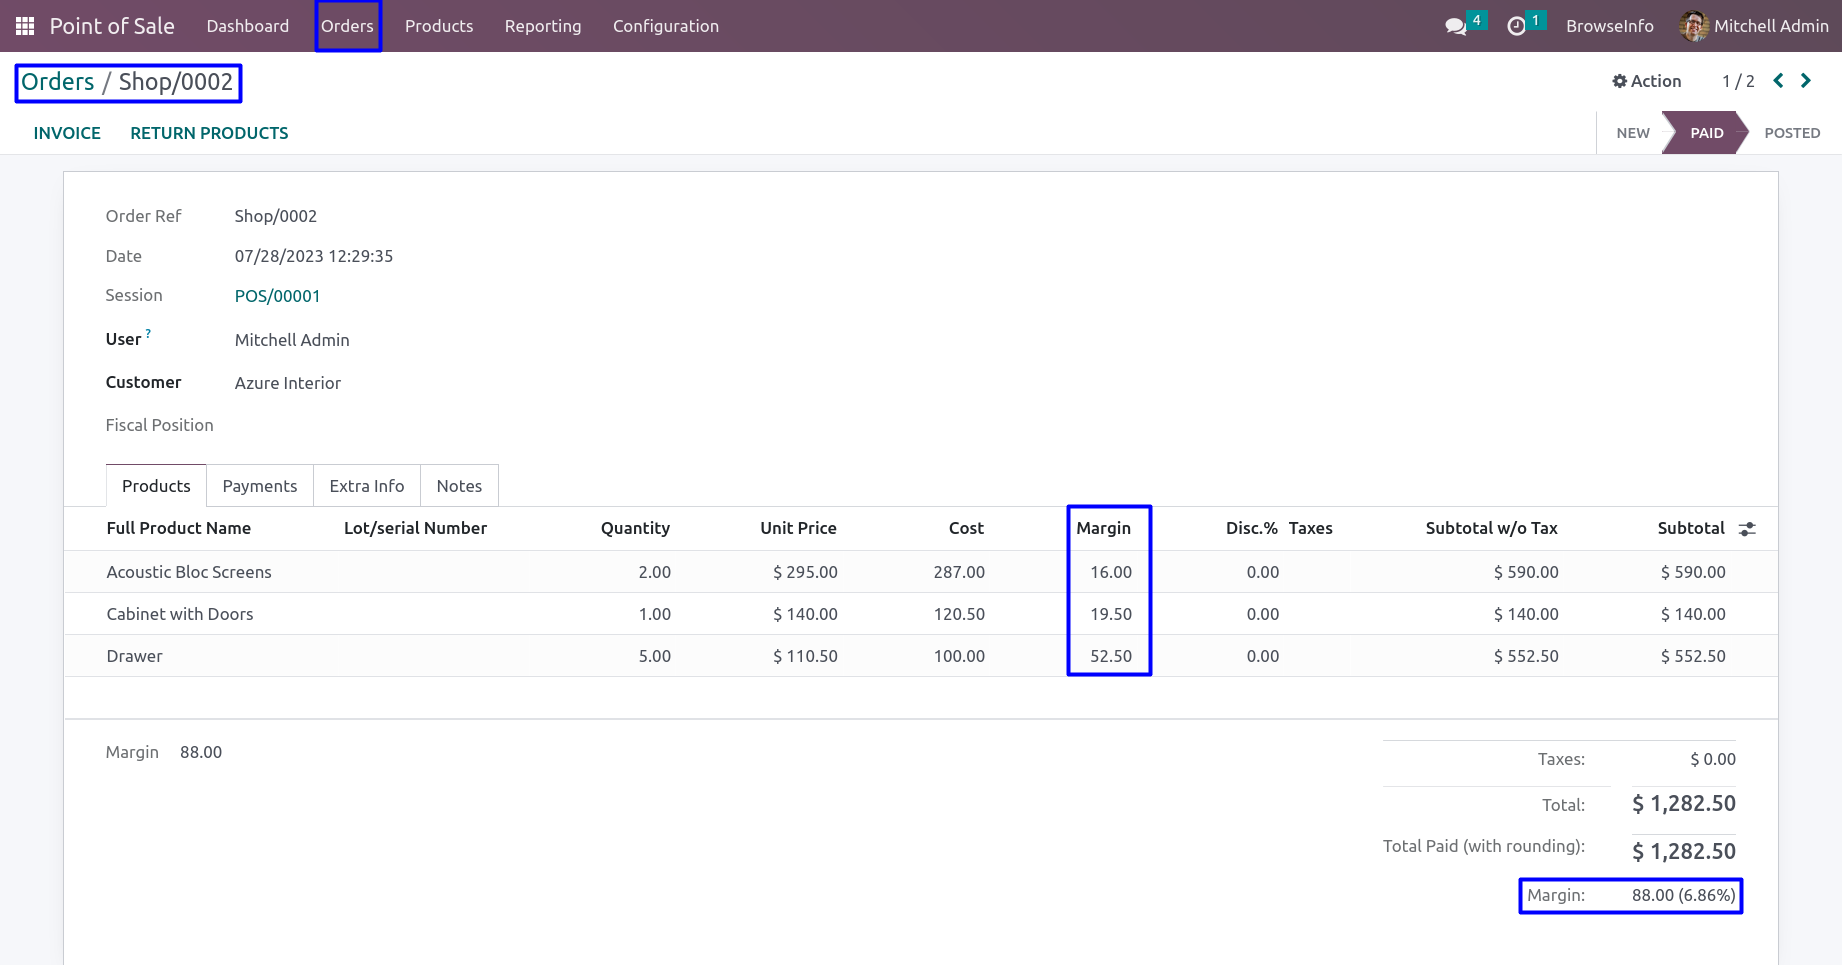 Point of Sale Dashboard Orders Products Reporting Configuration 4 1 BrowseInfo Mitchell Admin
Orders / Shop/0002 Action 1 / 2
INVOICE RETURN PRODUCTS NEW PAID POSTED
Order Ref Shop/0002
Date 07/28/2023 12:29:35
Session POS/00001
User ? Mitchell Admin
Customer Azure Interior
Fiscal Position
Products Payments Extra Info Notes
Full Product Name Lot/serial Number Quantity Unit Price Cost Margin Disc.% Taxes Subtotal w/o Tax Subtotal
Acoustic Bloc Screens 2.00 $ 295.00 287.00 16.00 0.00 $ 590.00 $ 590.00
Cabinet with Doors 1.00 $ 140.00 120.50 19.50 0.00 $ 140.00 $ 140.00
Drawer 5.00 $ 110.50 100.00 52.50 0.00 $ 552.50 $ 552.50
Margin 88.00
Taxes: $ 0.00
Total: $ 1,282.50
Total Paid (with rounding): $ 1,282.50
Margin: 88.00 (6.86%)